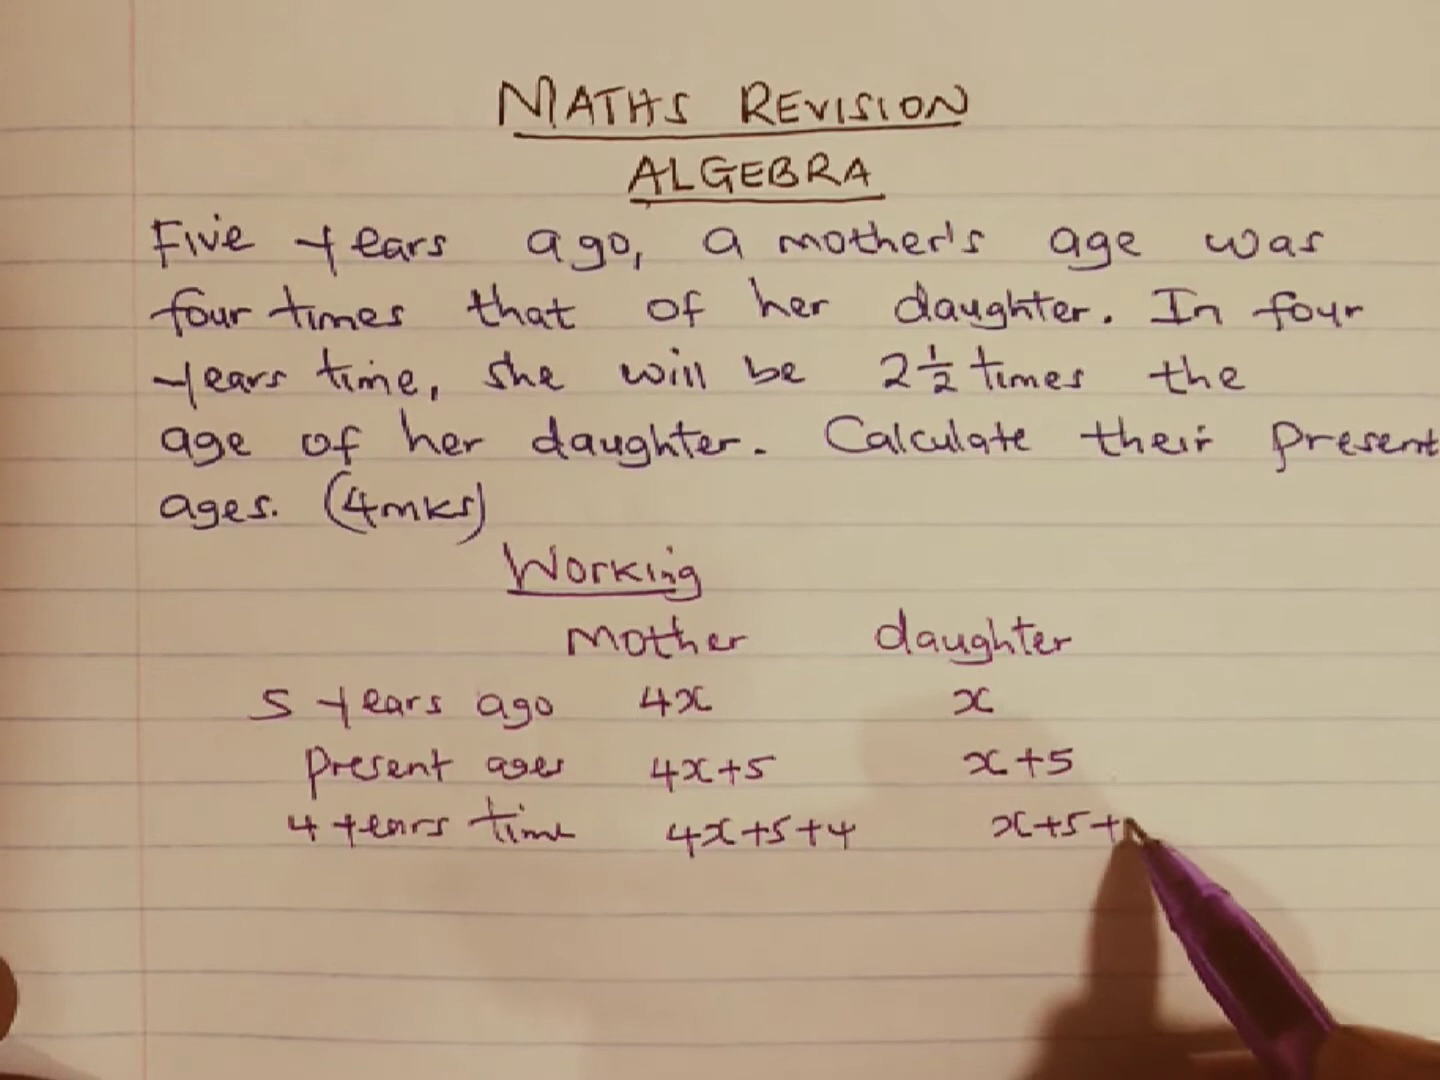 MATHS REVISION
ALGEBRA
Five years ago, a mother's age was
four times that of her daughter. In four
years time, she will be 2½ times the
age of her daughter. Calculate their present
ages. (4mks)
Working
Mother daughter
5 years ago 4x x
present ages 4x+5 x+5
4 years time 4x+5+4 x+5+